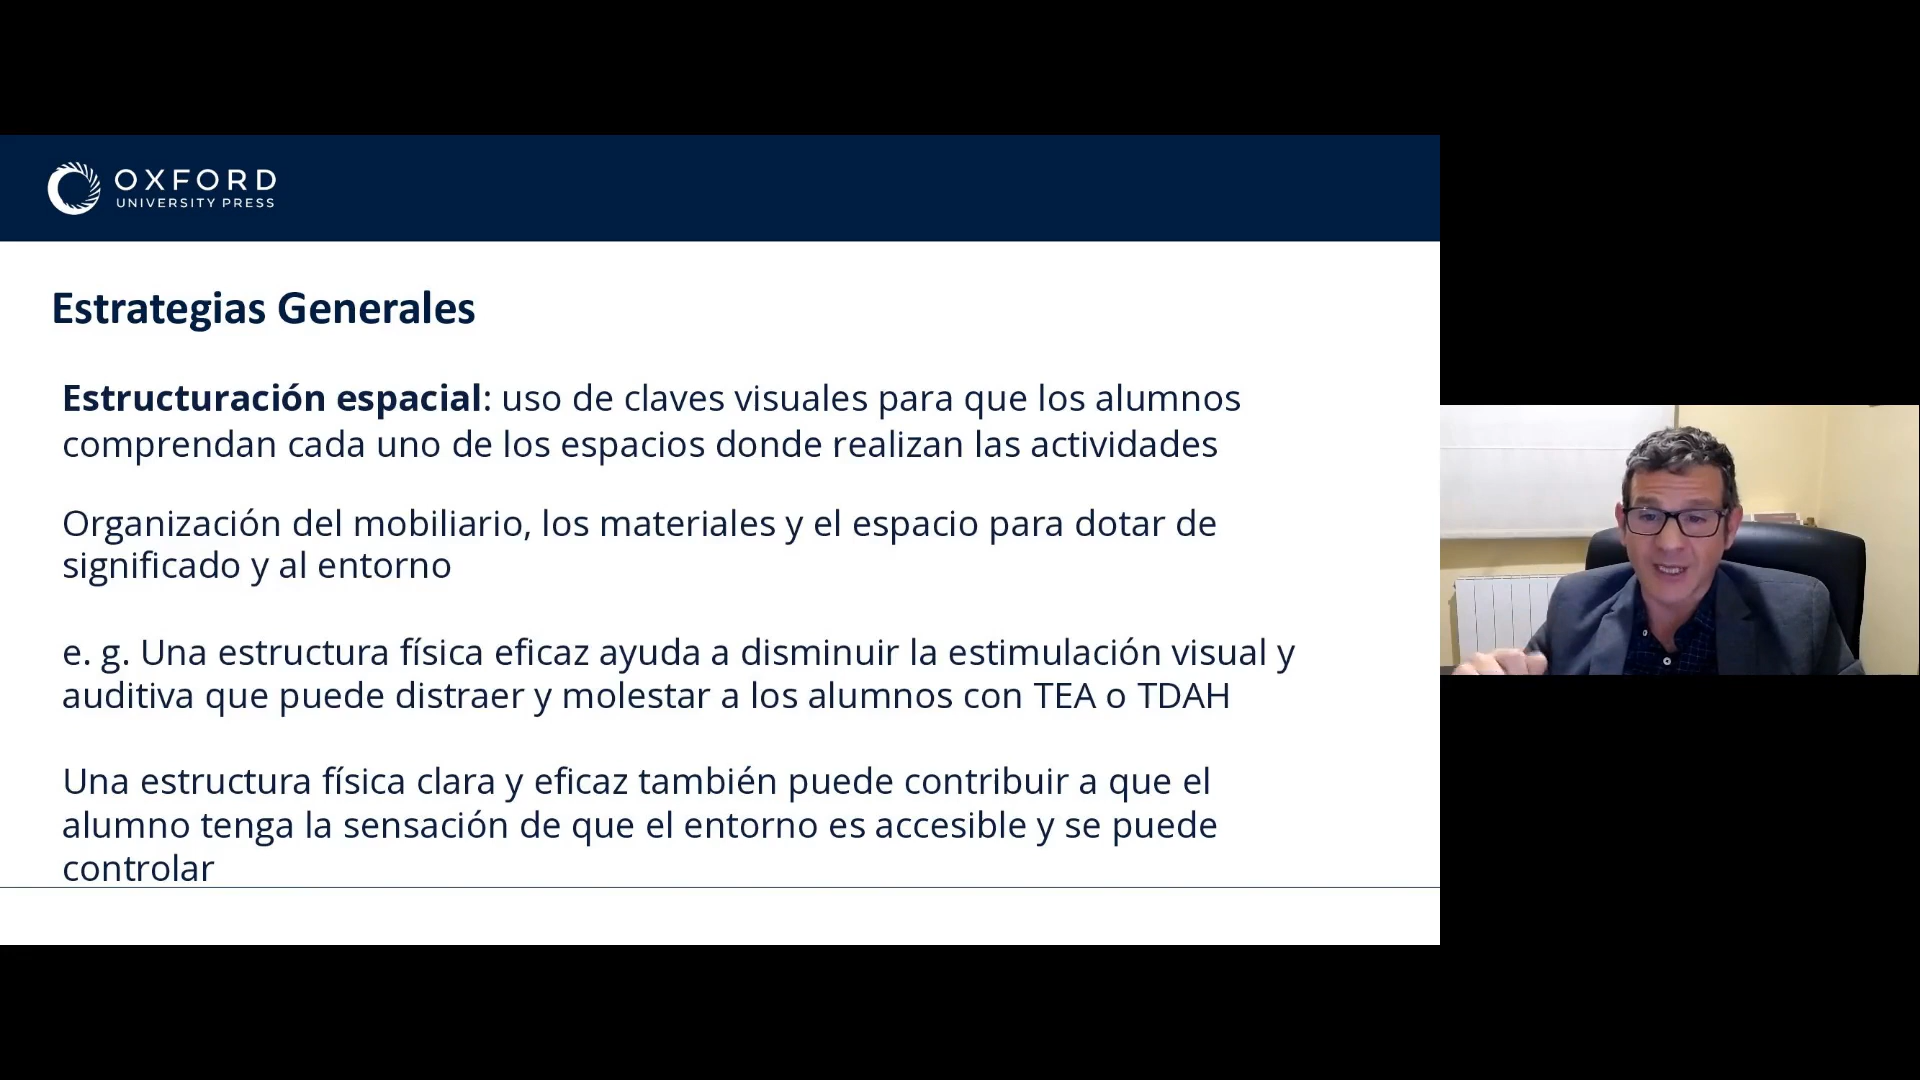 OXFORD
UNIVERSITY PRESS
Estrategias Generales
Estructuración espacial: uso de claves visuales para que los alumnos
comprendan cada uno de los espacios donde realizan las actividades
Organización del mobiliario, los materiales y el espacio para dotar de
significado y al entorno
e. g. Una estructura física eficaz ayuda a disminuir la estimulación visual y
auditiva que puede distraer y molestar a los alumnos con TEA o TDAH
Una estructura física clara y eficaz también puede contribuir a que el
alumno tenga la sensación de que el entorno es accesible y se puede
controlar